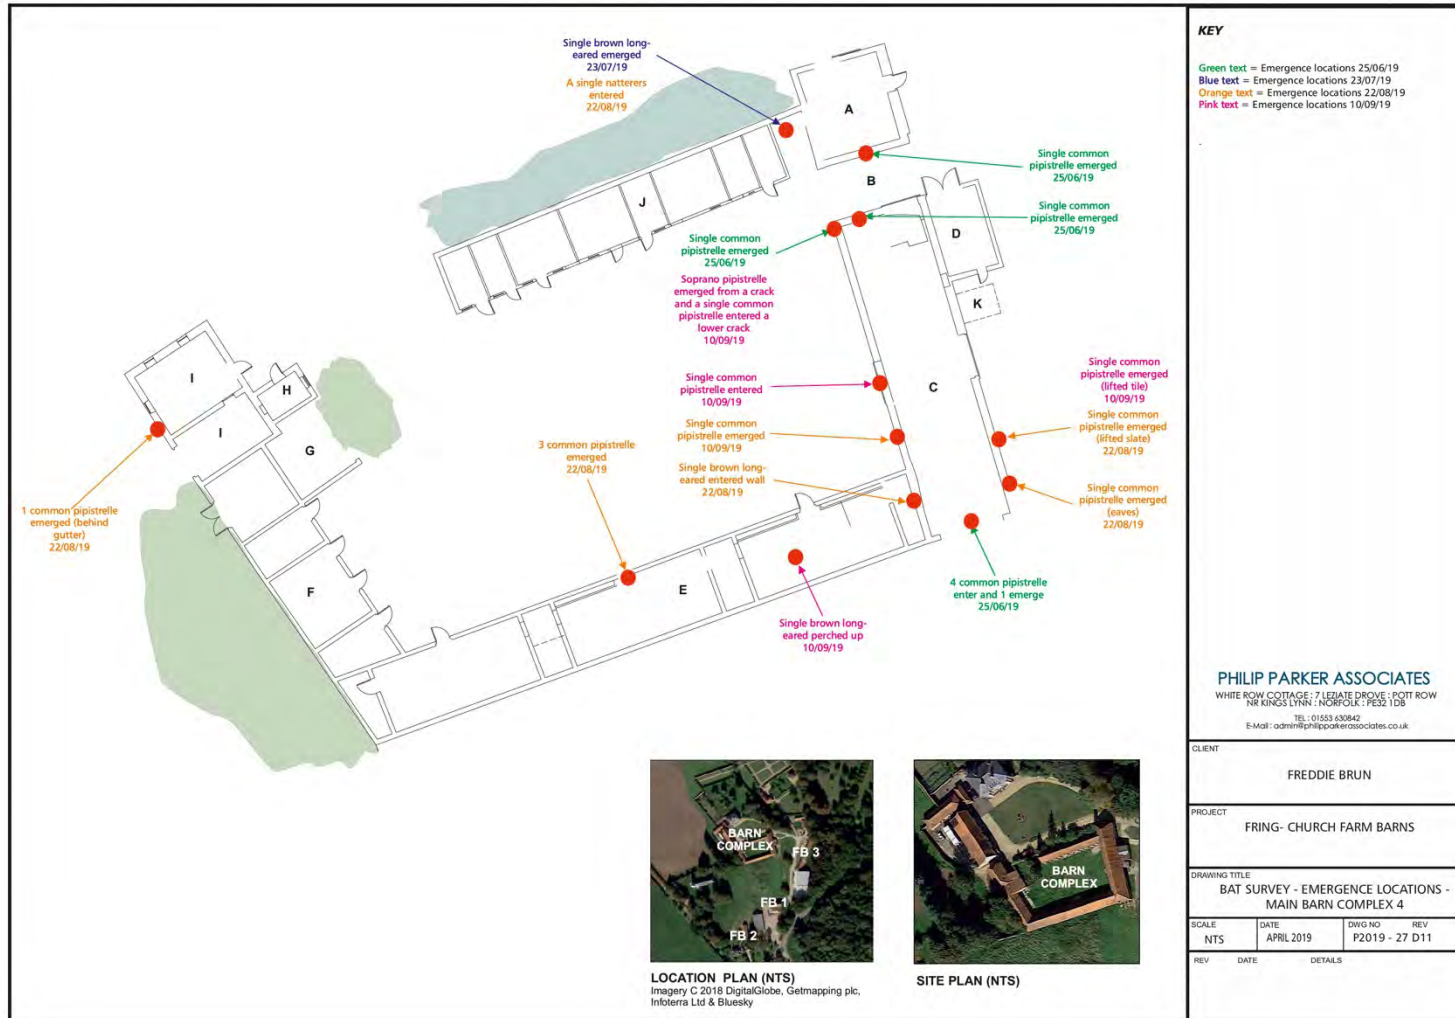 Single brown long-
eared emerged
23/07/19
A single natterers
entered
22/08/19
A
Single common
pipistrelle emerged
25/06/19
B
J
Single common
pipistrelle emerged
25/06/19
D
Single common
pipistrelle emerged
25/06/19
Soprano pipistrelle
emerged from a crack
and a single common
pipistrelle entered a
lower crack
10/09/19
K
I
H
Single common
pipistrelle entered
10/09/19
C
Single common
pipistrelle emerged
(lifted tile)
10/09/19
I
G
3 common pipistrelle
emerged
22/08/19
Single common
pipistrelle emerged
10/09/19
Single common
pipistrelle emerged
(lifted slate)
22/08/19
Single brown long-
eared entered wall
22/08/19
Single common
pipistrelle emerged
(eaves)
22/08/19
1 common pipistrelle
emerged (behind
gutter)
22/08/19
F
E
4 common pipistrelle
enter and 1 emerge
25/06/19
Single brown long-
eared perched up
10/09/19
BARN
COMPLEX
FB 3
FB 1
FB 2
LOCATION PLAN (NTS)
Imagery C 2018 DigitalGlobe, Getmapping plc,
Infoterra Ltd & Bluesky
BARN
COMPLEX
SITE PLAN (NTS)
KEY
Green text = Emergence locations 25/06/19
Blue text = Emergence locations 23/07/19
Orange text = Emergence locations 22/08/19
Pink text = Emergence locations 10/09/19
PHILIP PARKER ASSOCIATES
WHITE ROW COTTAGE : 7 LEZIATE DROVE : POTT ROW
NR KINGS LYNN : NORFOLK : PE32 1DB
TEL : 01553 630842
E-Mail : admin@philipparkerassociates.co.uk
CLIENT
FREDDIE BRUN
PROJECT
FRING- CHURCH FARM BARNS
DRAWING TITLE
BAT SURVEY - EMERGENCE LOCATIONS -
MAIN BARN COMPLEX 4
SCALE DATE DWG NO REV
NTS APRIL 2019 P2019 - 27 D11
REV DATE DETAILS